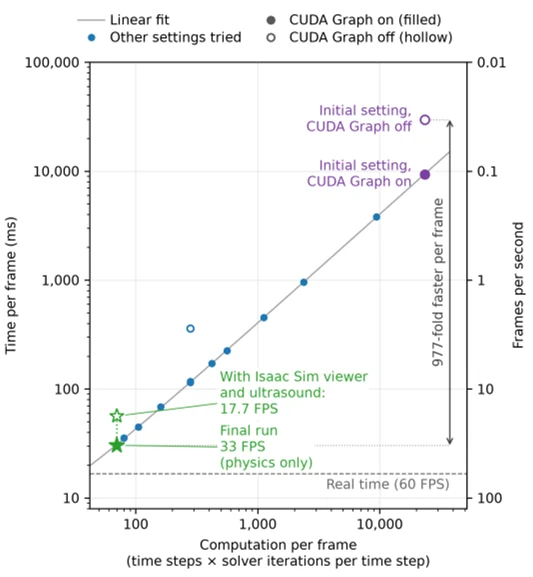 Linear fit
Other settings tried
CUDA Graph on (filled)
CUDA Graph off (hollow)
100,000
10,000
1,000
100
10
Time per frame (ms)
0.01
0.1
1
10
100
Frames per second
Initial setting,
CUDA Graph off
Initial setting,
CUDA Graph on
977-fold faster per frame
With Isaac Sim viewer
and ultrasound:
17.7 FPS
Final run
33 FPS
(physics only)
Real time (60 FPS)
100
1,000
10,000
Computation per frame
(time steps × solver iterations per time step)